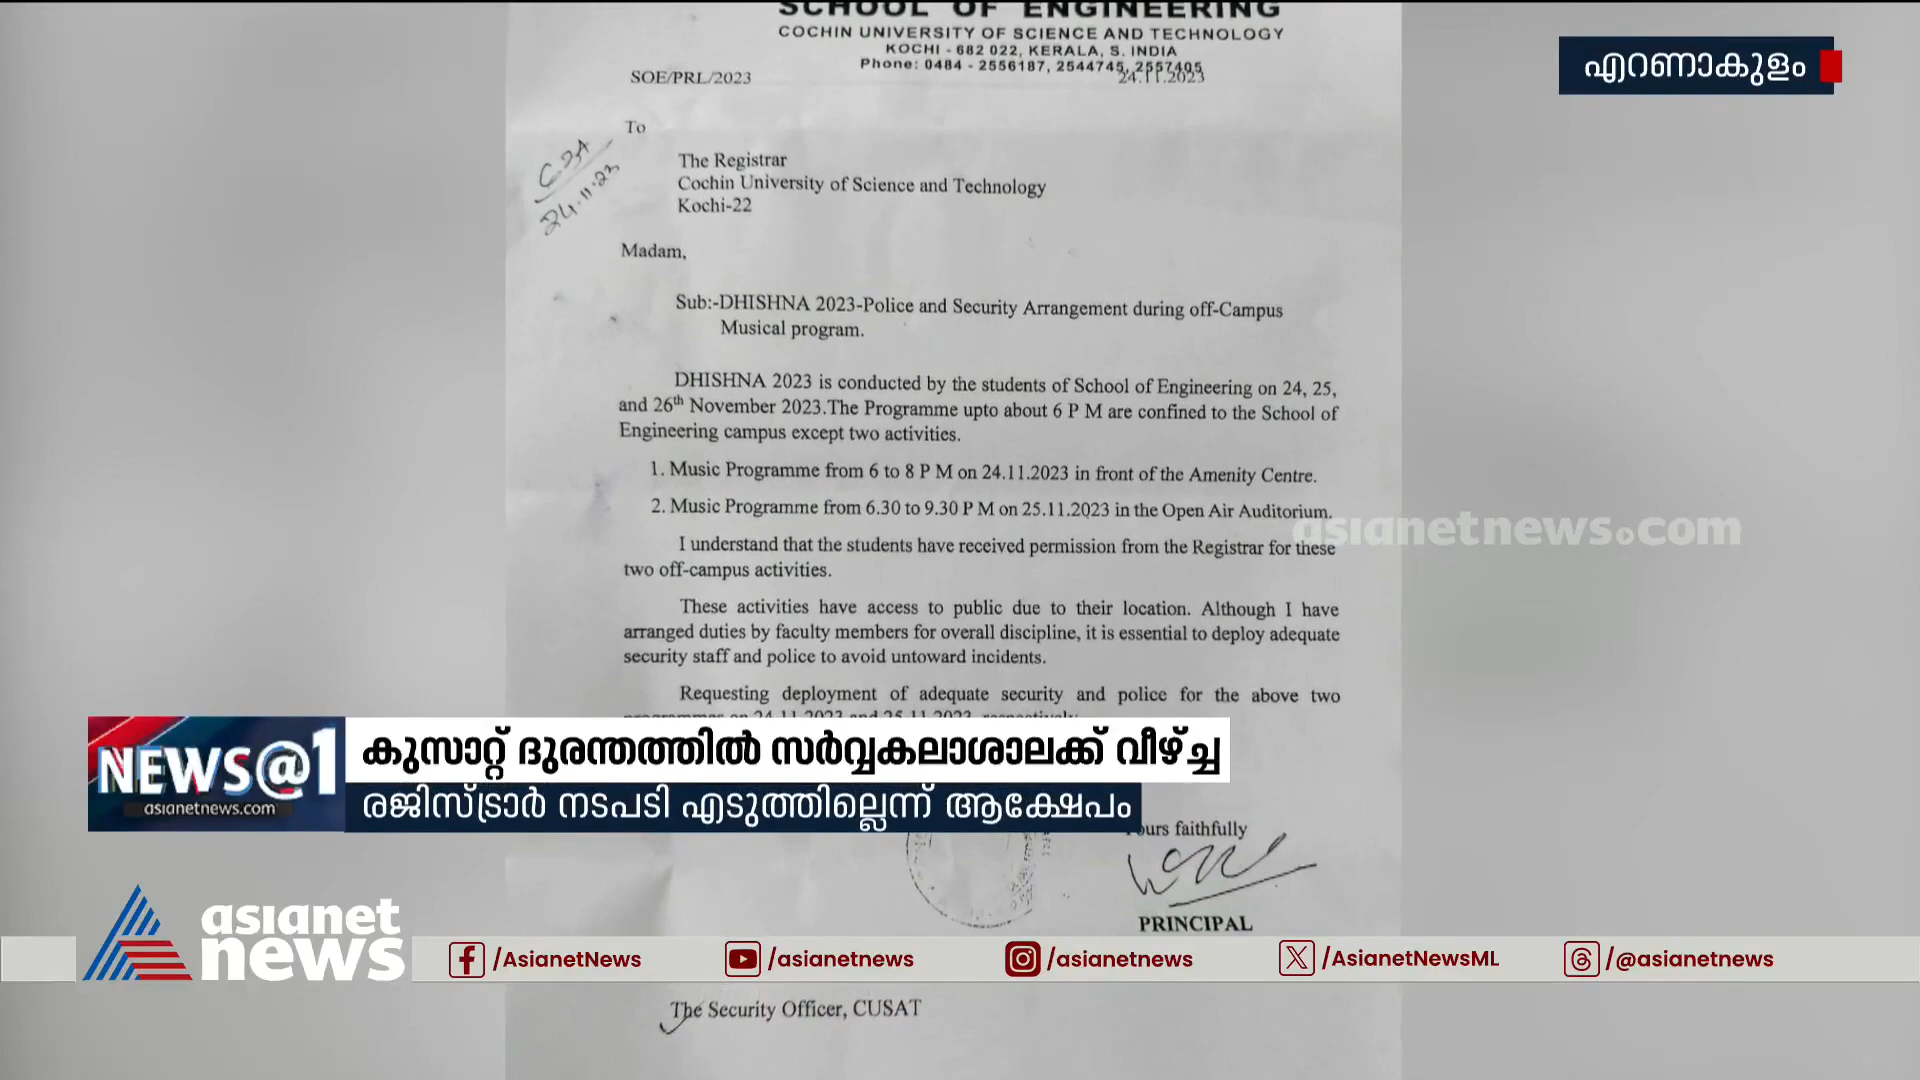 SCHOOL OF ENGINEERING
COCHIN UNIVERSITY OF SCIENCE AND TECHNOLOGY
KOCHI - 682 022, KERALA, S. INDIA
Phone: 0484 - 2556187, 2544745, 2557405
SOE/PRL/2023
24.11.2023
എറണാകുളം
To
24.11.23
The Registrar
Cochin University of Science and Technology
Kochi-22
Madam,
Sub:-DHISHNA 2023-Police and Security Arrangement during off-Campus
Musical program.
DHISHNA 2023 is conducted by the students of School of Engineering on 24, 25,
and 26th November 2023.The Programme upto about 6 P M are confined to the School of
Engineering campus except two activities.
1. Music Programme from 6 to 8 P M on 24.11.2023 in front of the Amenity Centre.
2. Music Programme from 6.30 to 9.30 P M on 25.11.2023 in the Open Air Auditorium.
asianetnews.com
I understand that the students have received permission from the Registrar for these
two off-campus activities.
These activities have access to public due to their location. Although I have
arranged duties by faculty members for overall discipline, it is essential to deploy adequate
security staff and police to avoid untoward incidents.
Requesting deployment of adequate security and police for the above two
NEWS@1
asianetnews.com
കുസാറ്റ് ദുരന്തത്തിൽ സർവ്വകലാശാലക്ക് വീഴ്ച്ച
രജിസ്ട്രാർ നടപടി എടുത്തില്ലെന്ന് ആക്ഷേപം
Yours faithfully
PRINCIPAL
asianet
news
/AsianetNews
/asianetnews
/asianetnews
/AsianetNewsML
/@asianetnews
The Security Officer, CUSAT